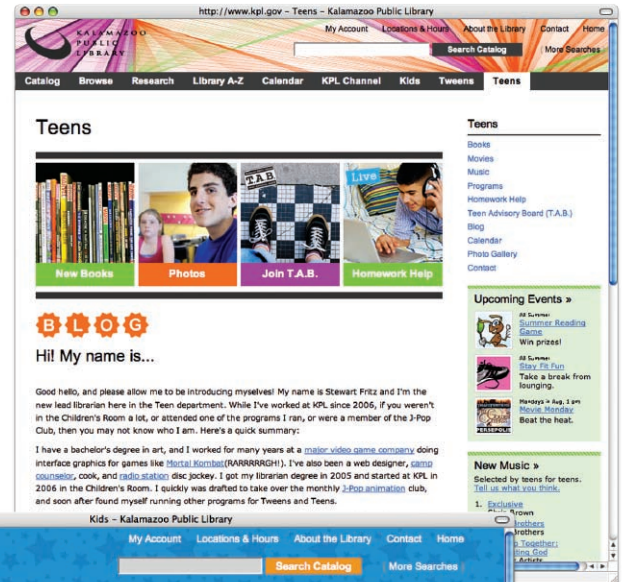 http://www.kpl.gov – Teens – Kalamazoo Public Library
KALAMAZOO
PUBLIC
LIBRARY
My Account Locations & Hours About the Library Contact Home
Search Catalog More Searches
Catalog Browse Research Library A-Z Calendar KPL Channel Kids Tweens Teens
Teens
New Books
Photos
T.A.B.
Join T.A.B.
Live
Homework Help
BLOG
Hi! My name is...
Good hello, and please allow me to be introducing myselves! My name is Stewart Fritz and I'm the
new lead librarian here in the Teen department. While I've worked at KPL since 2006, if you weren't
in the Children's Room a lot, or attended one of the programs I ran, or were a member of the J-Pop
Club, then you may not know who I am. Here's a quick summary:
I have a bachelor's degree in art, and I worked for many years at a major video game company doing
interface graphics for games like Mortal Kombat(RARRRRRGH!). I've also been a web designer, camp
counselor, cook, and radio station disc jockey. I got my librarian degree in 2005 and started at KPL in
2006 in the Children's Room. I quickly was drafted to take over the monthly J-Pop animation club,
and soon after found myself running other programs for Tweens and Teens.
Teens
Books
Movies
Music
Programs
Homework Help
Teen Advisory Board (T.A.B.)
Blog
Calendar
Photo Gallery
Contact
Upcoming Events »
All Summer
Summer Reading
Game
Win prizes!
All Summer
Stay Fit Fun
Take a break from
lounging.
Mondays in Aug, 1 pm
Movie Monday
Beat the heat.
PERSEPOLIS
New Music »
Selected by teens for teens.
Tell us what you think.
1. Exclusive
Brown
Brothers
Brothers
Together:
God
Artists
Kids – Kalamazoo Public Library
My Account Locations & Hours About the Library Contact Home
Search Catalog More Searches